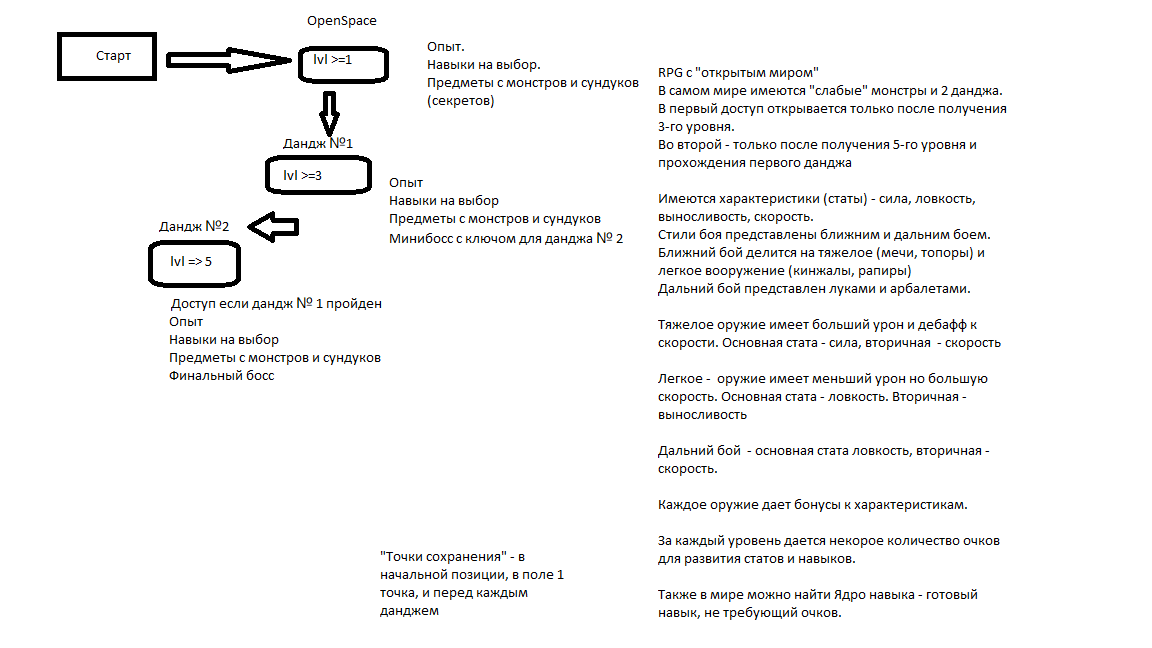 OpenSpace
Старт
lvl >=1
Опыт.
Навыки на выбор.
Предметы с монстров и сундуков
(секретов)
Дандж №1
lvl >=3
Опыт
Навыки на выбор
Предметы с монстров и сундуков
Минибосс с ключом для данджа № 2
Дандж №2
lvl => 5
Доступ если дандж № 1 пройден
Опыт
Навыки на выбор
Предметы с монстров и сундуков
Финальный босс
"Точки сохранения" - в
начальной позиции, в поле 1
точка, и перед каждым
данджем
RPG с "открытым миром"
В самом мире имеются "слабые" монстры и 2 данджа.
В первый доступ открывается только после получения
3-го уровня.
Во второй - только после получения 5-го уровня и
прохождения первого данджа
Имеются характеристики (статы) - сила, ловкость,
выносливость, скорость.
Стили боя представлены ближним и дальним боем.
Ближний бой делится на тяжелое (мечи, топоры) и
легкое вооружение (кинжалы, рапиры)
Дальний бой представлен луками и арбалетами.
Тяжелое оружие имеет больший урон и дебафф к
скорости. Основная стата - сила, вторичная  - скорость
Легкое -  оружие имеет меньший урон но большую
скорость. Основная стата - ловкость. Вторичная -
выносливость
Дальний бой  - основная стата ловкость, вторичная -
скорость.
Каждое оружие дает бонусы к характеристикам.
За каждый уровень дается некорое количество очков
для развития статов и навыков.
Также в мире можно найти Ядро навыка - готовый
навык, не требующий очков.